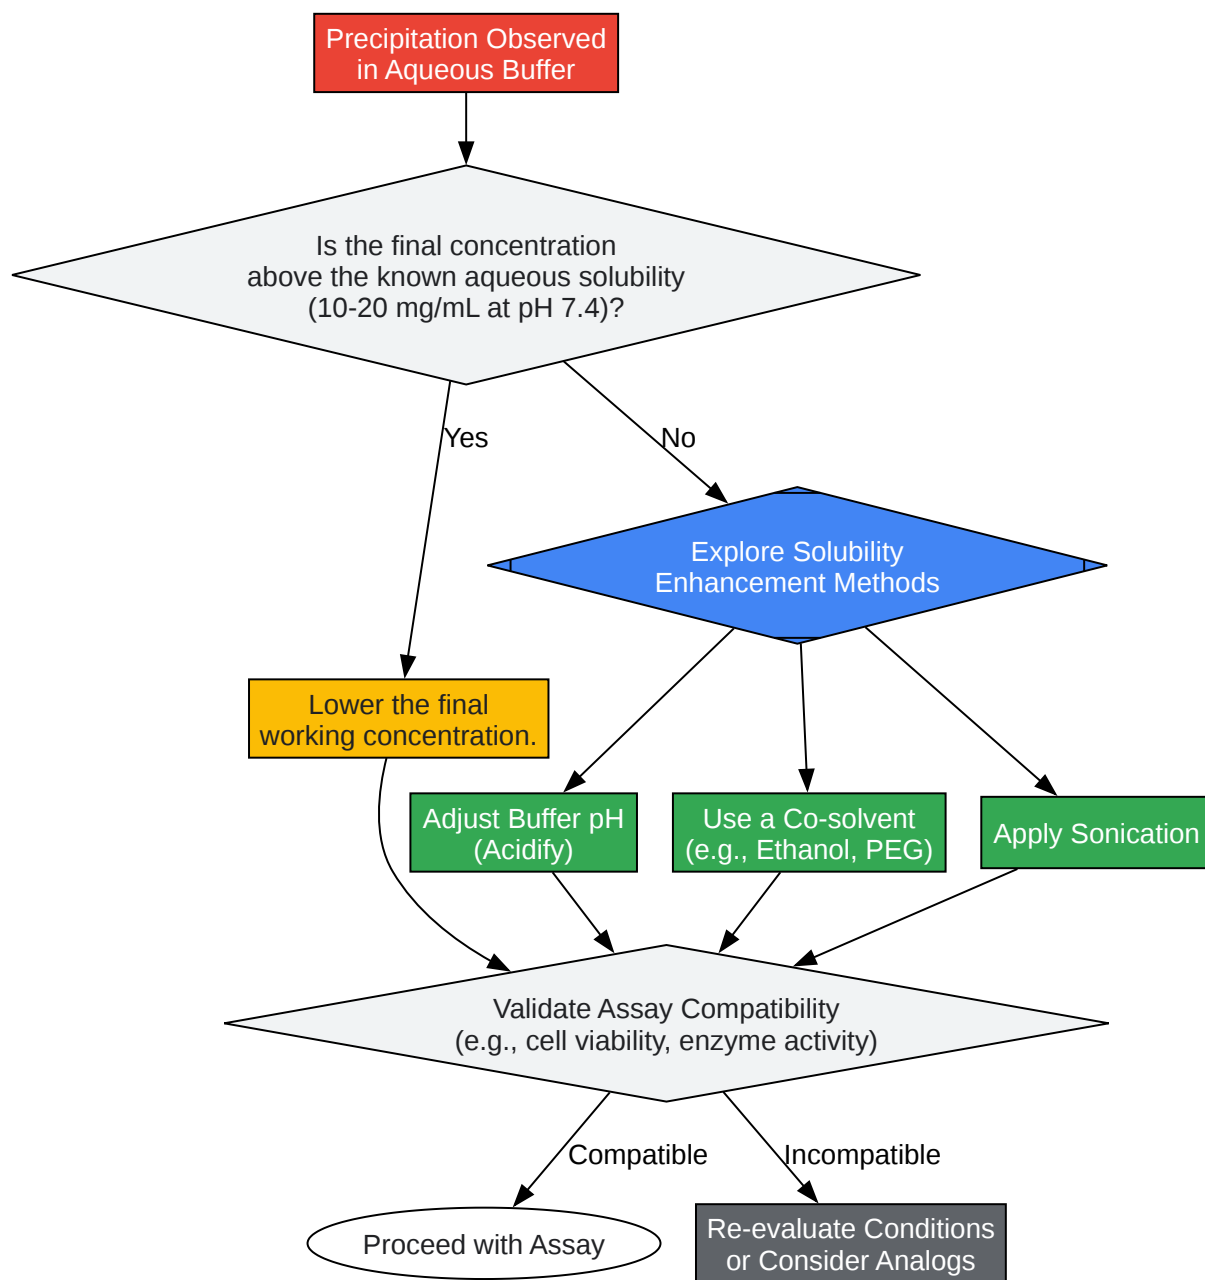 Precipitation Observed
in Aqueous Buffer
Is the final concentration
above the known aqueous solubility
(10-20 mg/mL at pH 7.4)?
Yes
No
Explore Solubility
Enhancement Methods
Lower the final
working concentration.
Adjust Buffer pH
(Acidify)
Use a Co-solvent
(e.g., Ethanol, PEG)
Apply Sonication
Validate Assay Compatibility
(e.g., cell viability, enzyme activity)
Compatible
Incompatible
Proceed with Assay
Re-evaluate Conditions
or Consider Analogs